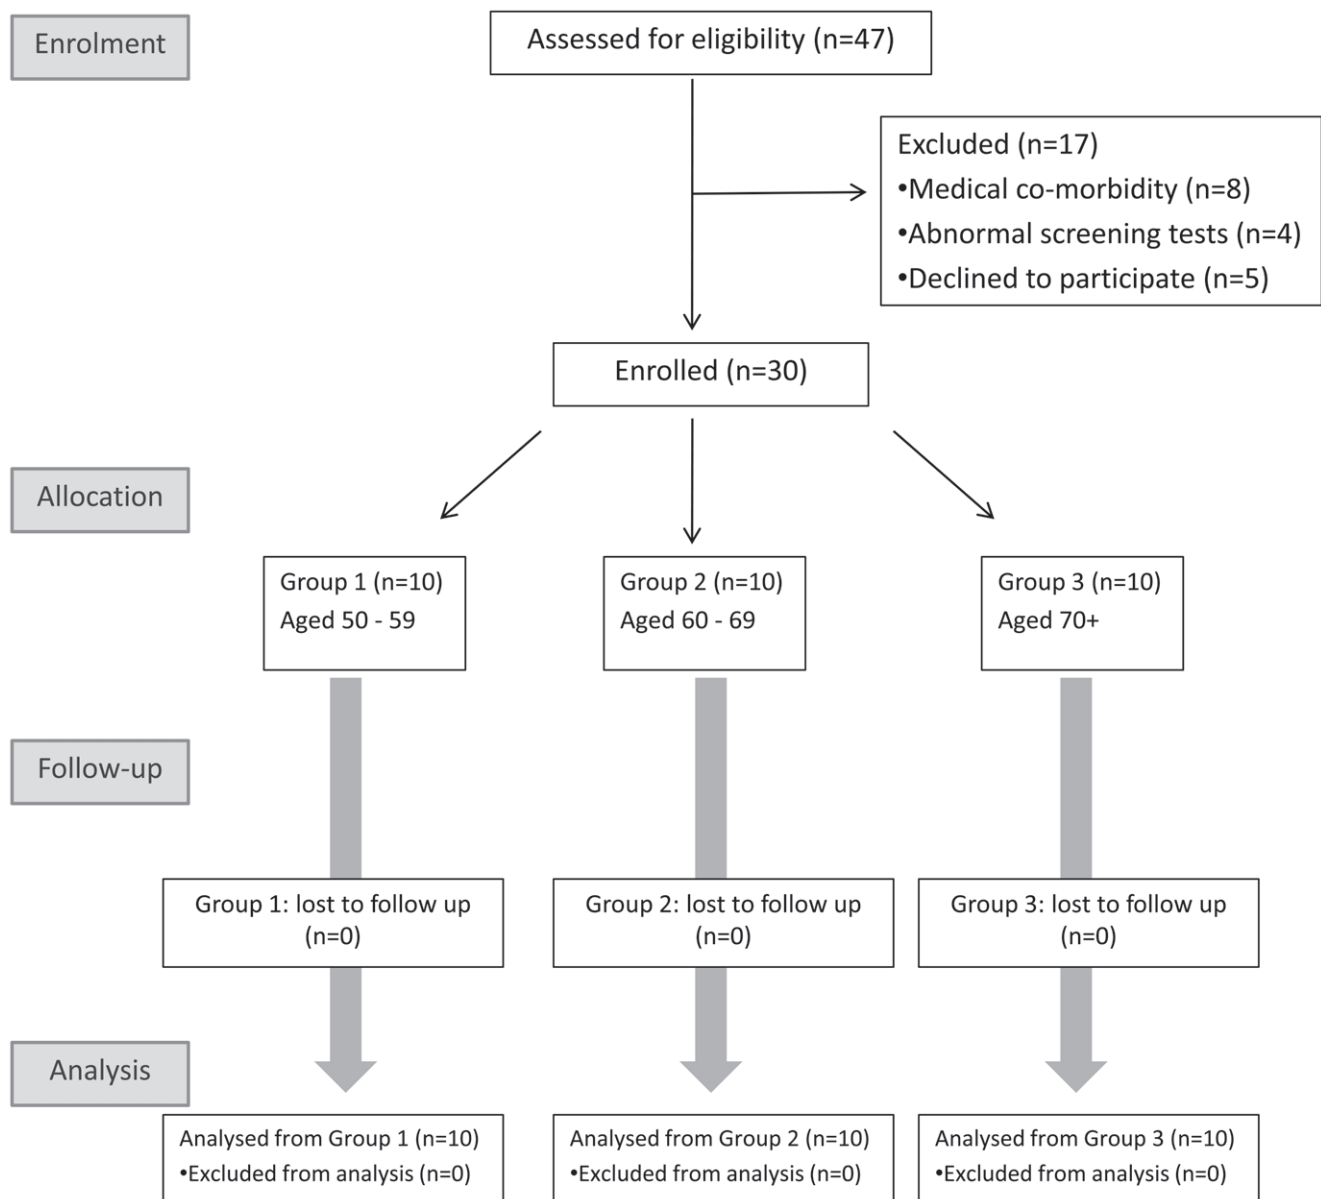 Enrolment
Assessed for eligibility (n=47)
Excluded (n=17)
•Medical co-morbidity (n=8)
•Abnormal screening tests (n=4)
•Declined to participate (n=5)
Enrolled (n=30)
Allocation
Group 1 (n=10)
Aged 50 - 59
Group 2 (n=10)
Aged 60 - 69
Group 3 (n=10)
Aged 70+
Follow-up
Group 1: lost to follow up
(n=0)
Group 2: lost to follow up
(n=0)
Group 3: lost to follow up
(n=0)
Analysis
Analysed from Group 1 (n=10)
•Excluded from analysis (n=0)
Analysed from Group 2 (n=10)
•Excluded from analysis (n=0)
Analysed from Group 3 (n=10)
•Excluded from analysis (n=0)